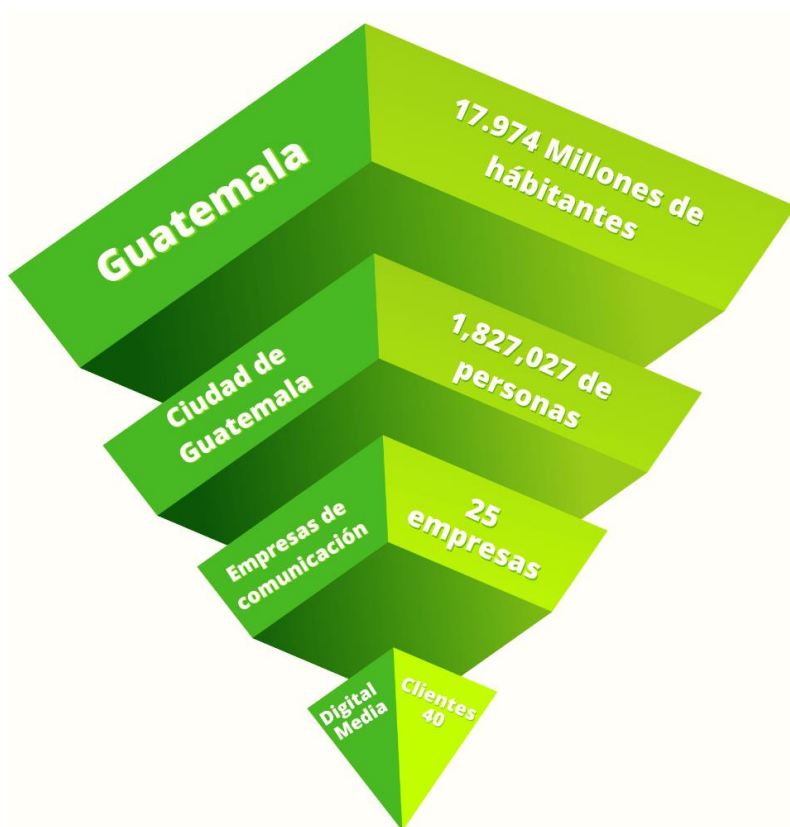 Guatemala
17.974 Millones de
hábitantes
Ciudad de
Guatemala
1,827,027 de
personas
Empresas de
comunicación
25
empresas
Digital
Media
Clientes
40